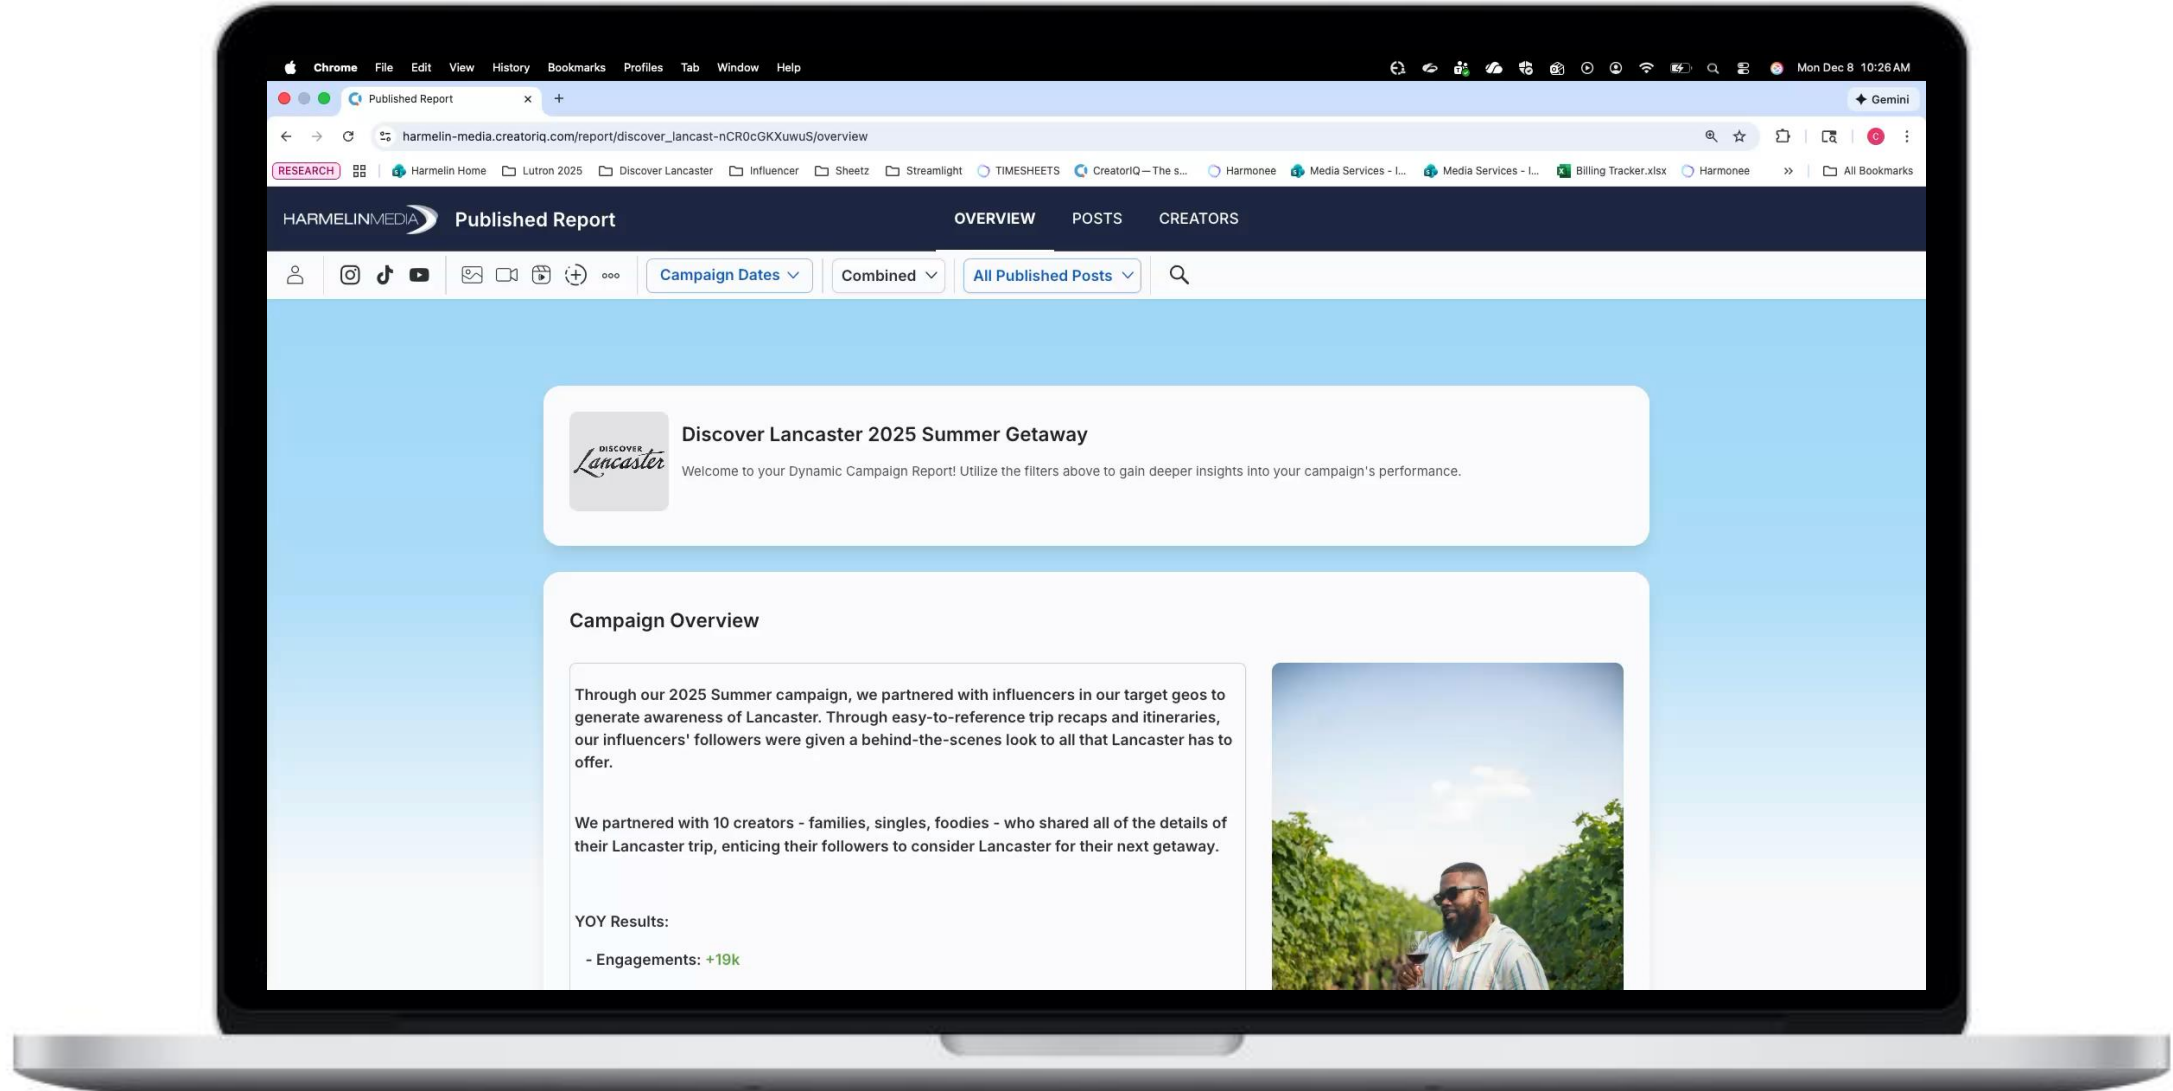 Chrome File Edit View History Bookmarks Profiles Tab Window Help Mon Dec 8 10:26 AM
Published Report Gemini
harmelin-media.creatoriq.com/report/discover_lancast-nCR0cGKXuwuS/overview
RESEARCH Harmelin Home Lutron 2025 Discover Lancaster Influencer Sheetz Streamlight TIMESHEETS CreatorIQ — The s... Harmonee Media Services - I... Media Services - I... Billing Tracker.xlsx Harmonee All Bookmarks
HARMELINMEDIA Published Report OVERVIEW POSTS CREATORS
Campaign Dates Combined All Published Posts
DISCOVER
Lancaster
Discover Lancaster 2025 Summer Getaway
Welcome to your Dynamic Campaign Report! Utilize the filters above to gain deeper insights into your campaign's performance.
Campaign Overview
Through our 2025 Summer campaign, we partnered with influencers in our target geos to
generate awareness of Lancaster. Through easy-to-reference trip recaps and itineraries,
our influencers' followers were given a behind-the-scenes look to all that Lancaster has to
offer.
We partnered with 10 creators - families, singles, foodies - who shared all of the details of
their Lancaster trip, enticing their followers to consider Lancaster for their next getaway.
YOY Results:
- Engagements: +19k